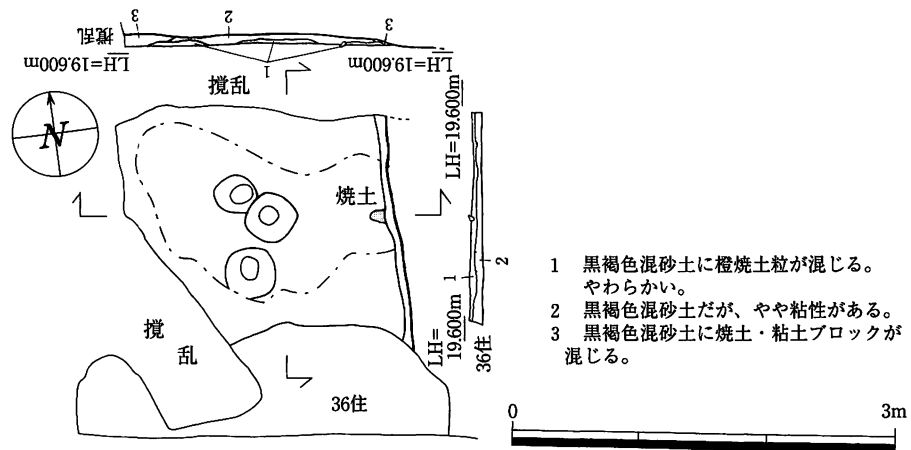 3
2
3
攪乱
LH=19.600m
1
LH=19.600m
攪乱
N
焼土
LH=19.600m
1
2
LH=
19.600m
36住
攪
乱
36住
1 黒褐色混砂土に橙焼土粒が混じる。
やわらかい。
2 黒褐色混砂土だが、やや粘性がある。
3 黒褐色混砂土に焼土・粘土ブロックが
混じる。
0
3m